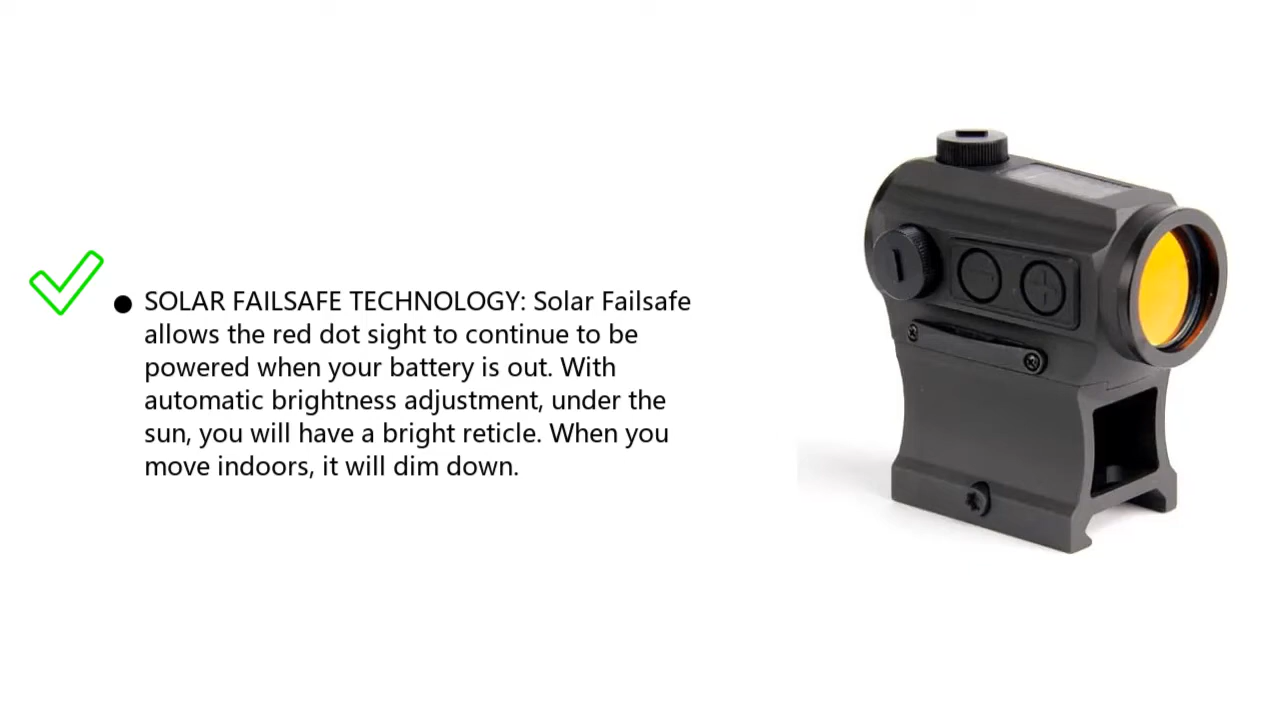 SOLAR FAILSAFE TECHNOLOGY: Solar Failsafe
allows the red dot sight to continue to be
powered when your battery is out. With
automatic brightness adjustment, under the
sun, you will have a bright reticle. When you
move indoors, it will dim down.